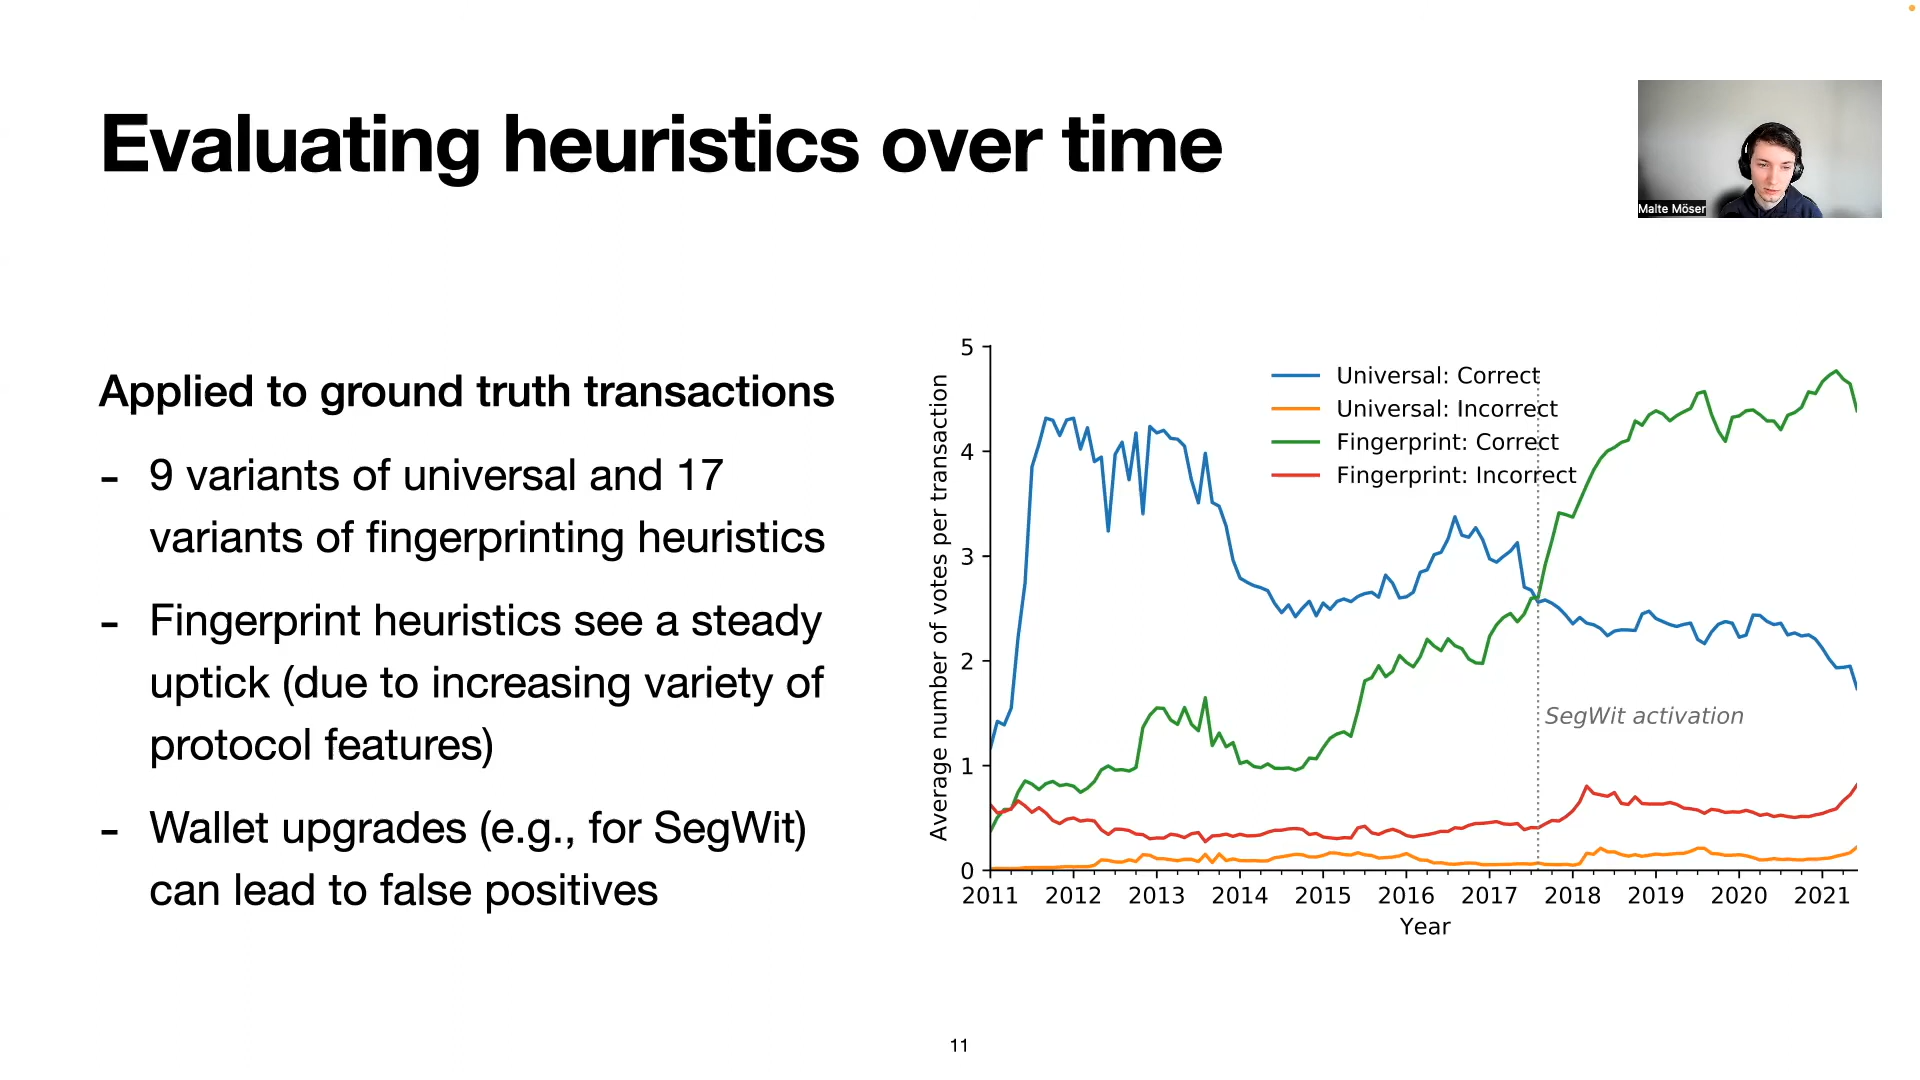 Evaluating heuristics over time
Malte Möser
Applied to ground truth transactions
- 9 variants of universal and 17
variants of fingerprinting heuristics
- Fingerprint heuristics see a steady
uptick (due to increasing variety of
protocol features)
- Wallet upgrades (e.g., for SegWit)
can lead to false positives
Average number of votes per transaction
5
4
3
2
1
0
Universal: Correct
Universal: Incorrect
Fingerprint: Correct
Fingerprint: Incorrect
SegWit activation
2011 2012 2013 2014 2015 2016 2017 2018 2019 2020 2021
Year
11